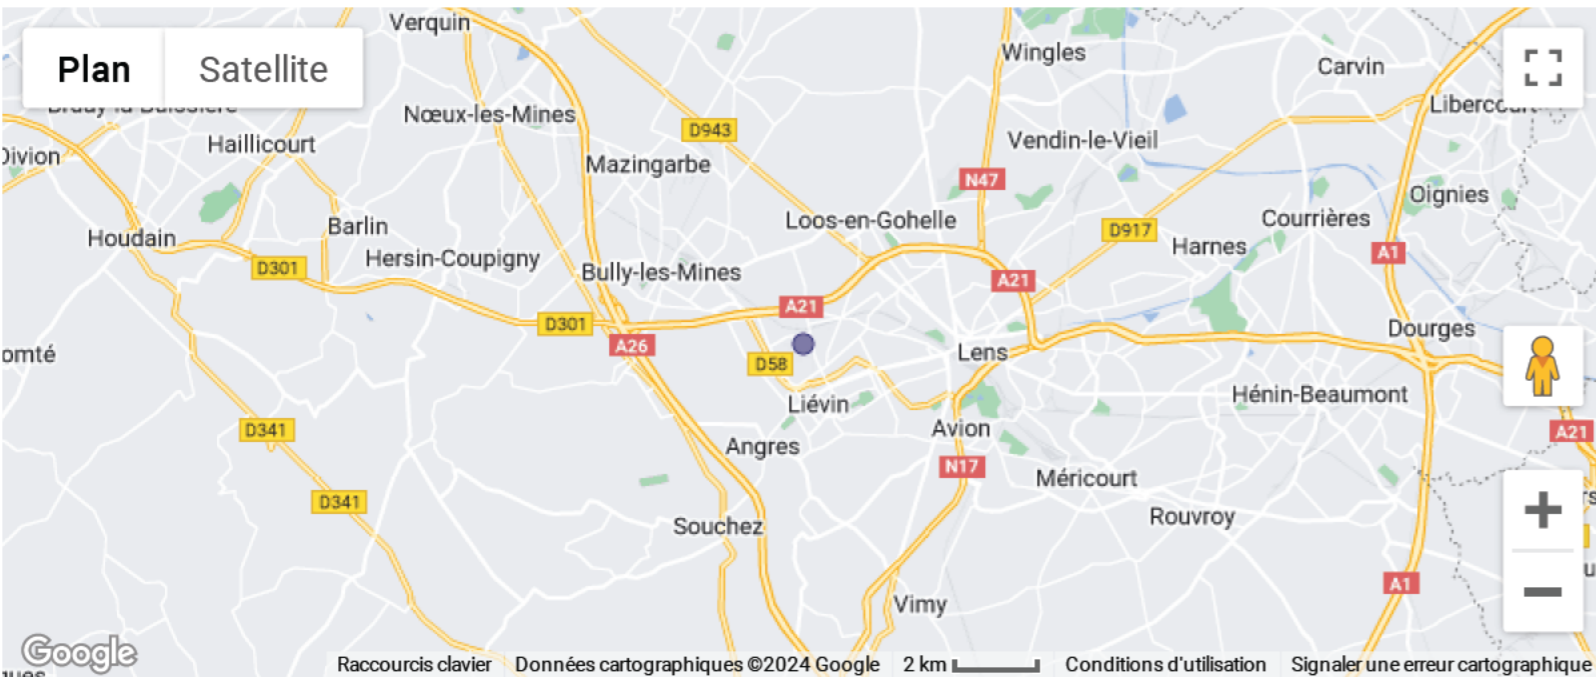 Verquin
Wingles
Plan
Satellite
Carvin
Libercourt
Nœux-les-Mines
D943
Haillicourt
Vendin-le-Vieil
Divion
Mazingarbe
N47
Oignies
Loos-en-Gohelle
Courrières
Barlin
D917
Houdain
Harnes
A1
Hersin-Coupigny
D301
Bully-les-Mines
A21
A21
D301
Dourges
A26
Lens
omté
D58
Hénin-Beaumont
Liévin
D341
Avion
A21
Angres
N17
Méricourt
D341
Rouvroy
Souchez
A1
Vimy
Google
Raccourcis clavier
Données cartographiques ©2024 Google
2 km
Conditions d'utilisation
Signaler une erreur cartographique